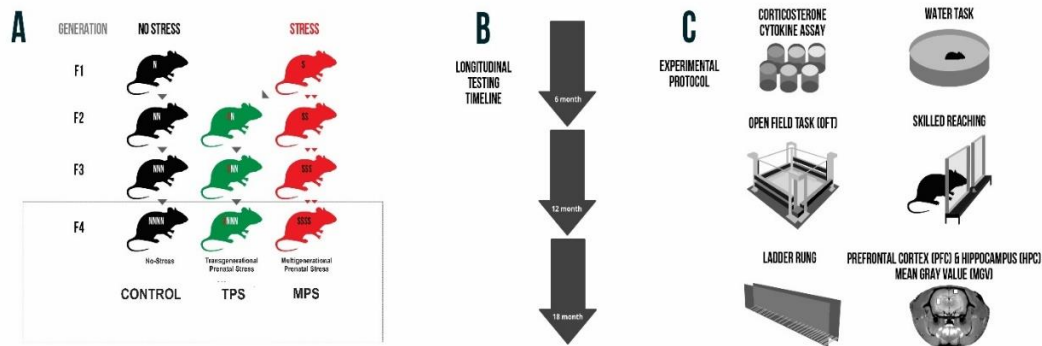 A
GENERATION
NO STRESS
STRESS
F1
N
S
F2
NN
SS
F3
NNN
SSS
F4
NNNN
SSSS
No-Stress
Transgenerational
Prenatal Stress
Multigenerational
Prenatal Stress
CONTROL
TPS
MPS
B
LONGITUDINAL
TESTING
TIMELINE
6 month
12 month
18 month
C
EXPERIMENTAL
PROTOCOL
CORTICOSTERONE
CYTOKINE ASSAY
WATER TASK
OPEN FIELD TASK (OFT)
SKILLED REACHING
LADDER RUNG
PREFRONTAL CORTEX (PFC) & HIPPOCAMPUS (HPC)
MEAN GRAY VALUE (MGV)